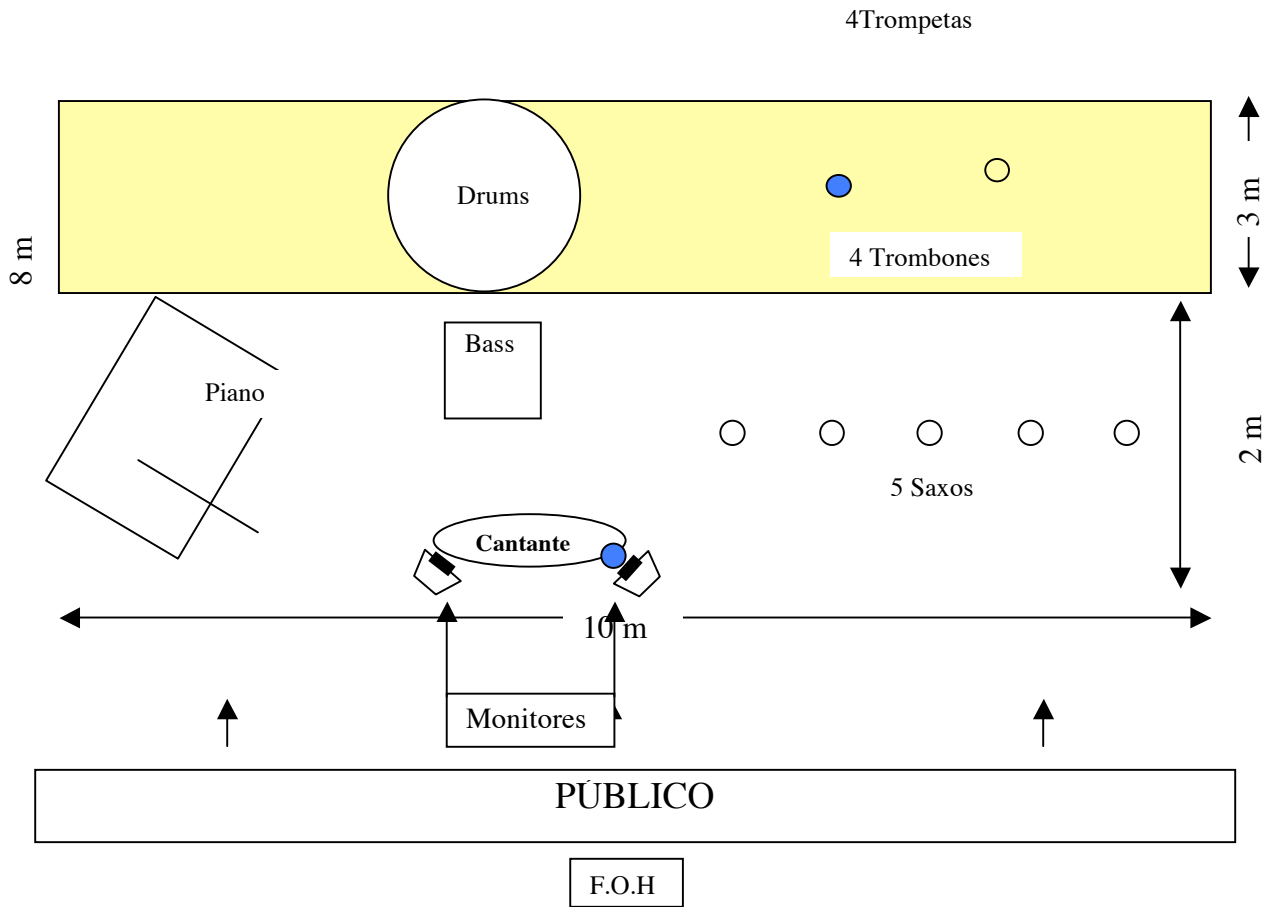 4Trompetas
Drums
3 m
8 m
4 Trombones
Bass
Piano
2 m
5 Saxos
Cantante
10 m
Monitores
PÚBLICO
F.O.H